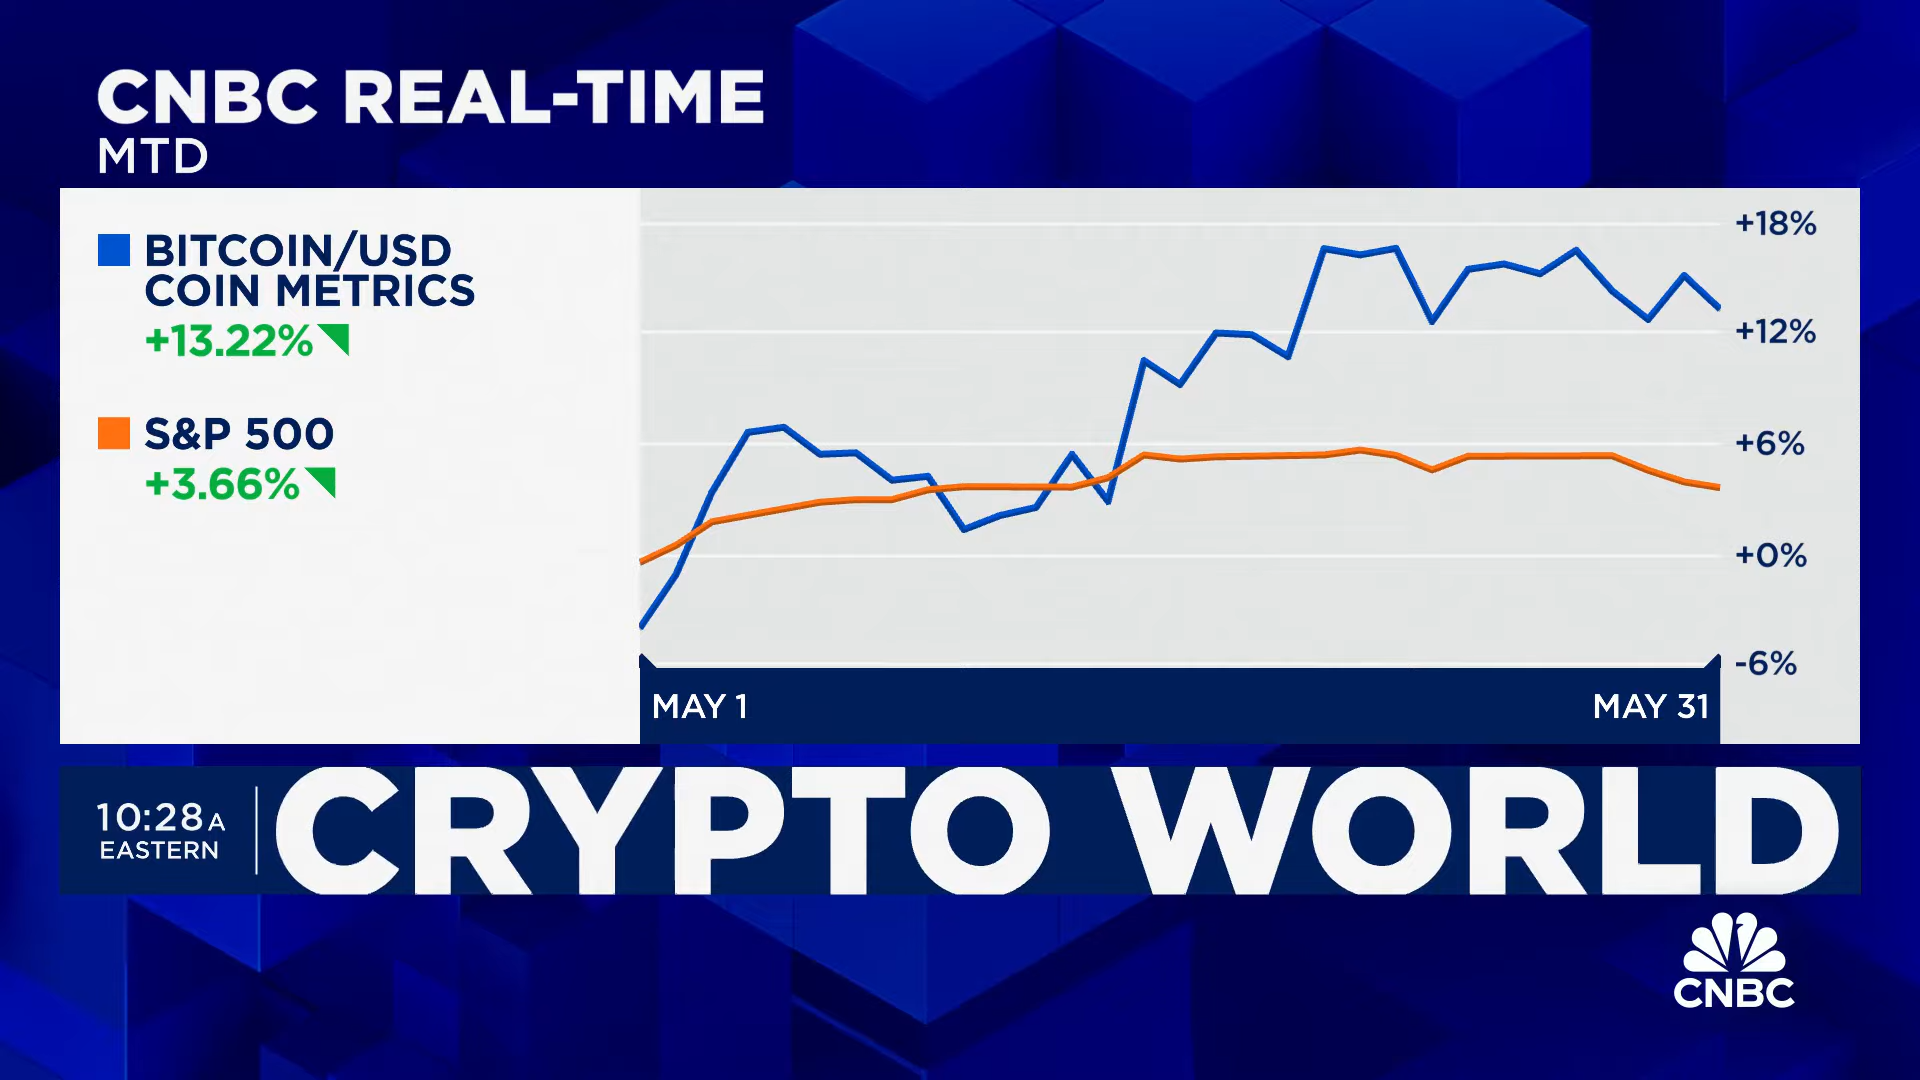 CNBC REAL-TIME
MTD
BITCOIN/USD
COIN METRICS
+13.22%
S&P 500
+3.66%
+18%
+12%
+6%
+0%
-6%
MAY 1
MAY 31
10:28 A
EASTERN
CRYPTO WORLD
CNBC